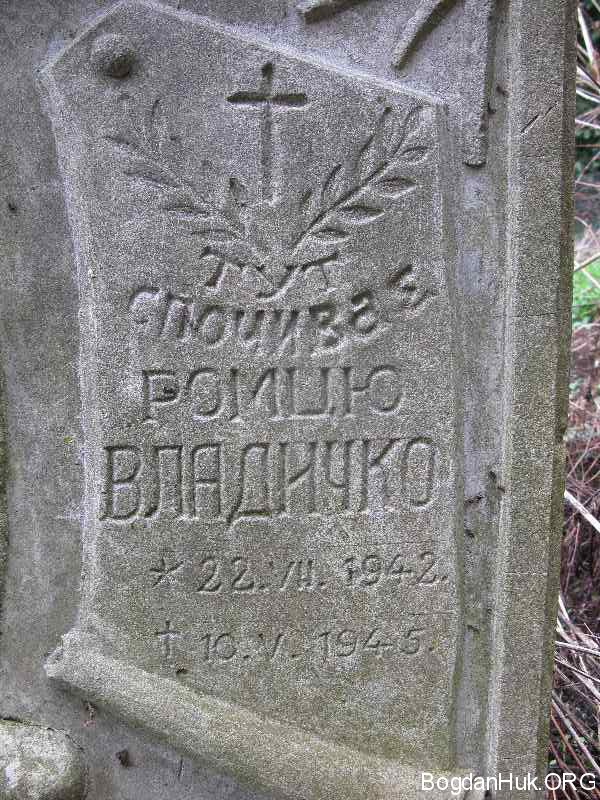 ТУТ
спочиває
РОМЦЮ
ВЛАДИЧКО
* 22. VII. 1942.
† 10. V. 1945.
BogdanHuk.ORG